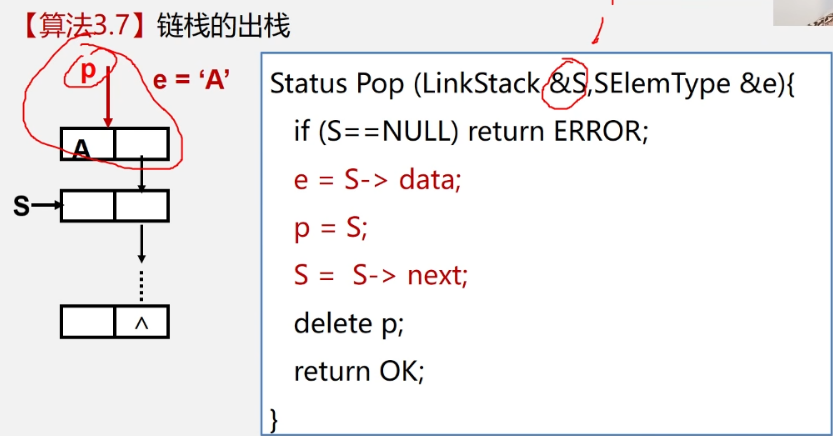 【算法3.7】链栈的出栈
p
e = ‘A’
A
S
^
Status Pop (LinkStack &S,SElemType &e){
if (S==NULL) return ERROR;
e = S-> data;
p = S;
S = S-> next;
delete p;
return OK;
}